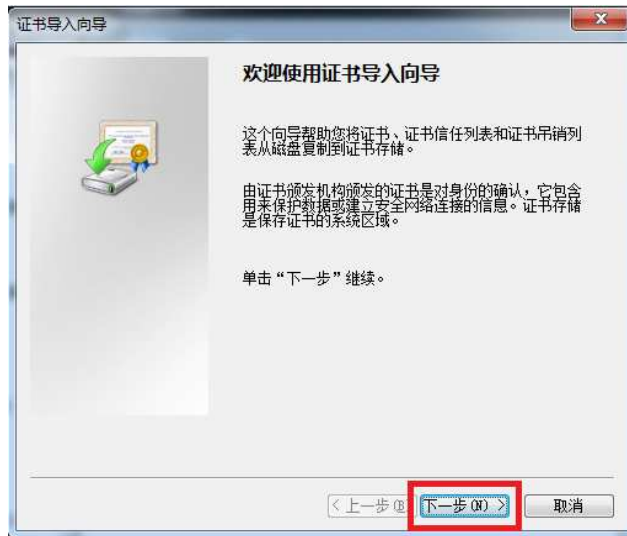 证书导入向导
欢迎使用证书导入向导
这个向导帮助您将证书、证书信任列表和证书吊销列
表从磁盘复制到证书存储。
由证书颁发机构颁发的证书是对身份的确认，它包含
用来保护数据或建立安全网络连接的信息。证书存储
是保存证书的系统区域。
单击“下一步”继续。
<上一步(B) 下一步(N) > 取消